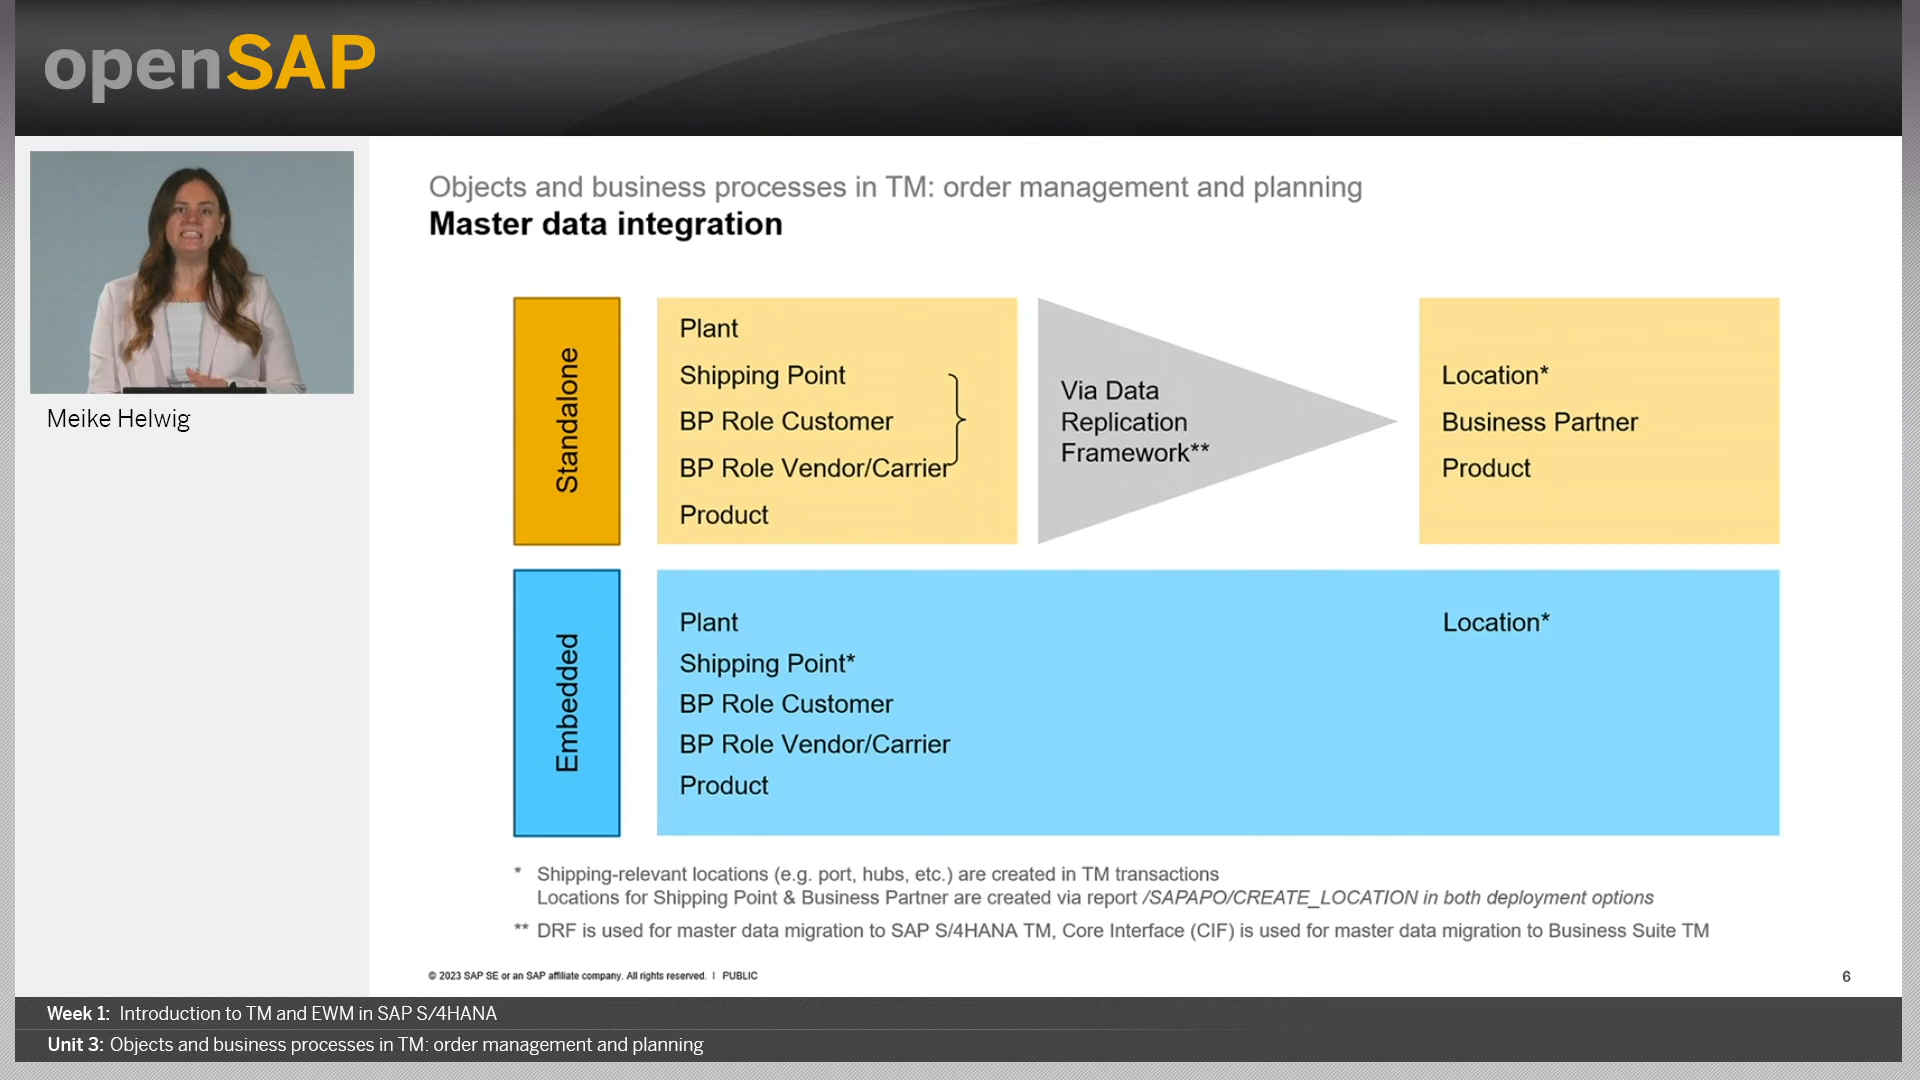 openSAP
Meike Helwig
Objects and business processes in TM: order management and planning
Master data integration
Standalone
Plant
Shipping Point
BP Role Customer
BP Role Vendor/Carrier
Product
Via Data
Replication
Framework**
Location*
Business Partner
Product
Embedded
Plant
Shipping Point*
BP Role Customer
BP Role Vendor/Carrier
Product
Location*
* Shipping-relevant locations (e.g. port, hubs, etc.) are created in TM transactions
Locations for Shipping Point & Business Partner are created via report /SAPAPO/CREATE_LOCATION in both deployment options
** DRF is used for master data migration to SAP S/4HANA TM, Core Interface (CIF) is used for master data migration to Business Suite TM
© 2023 SAP SE or an SAP affiliate company. All rights reserved. I PUBLIC
6
Week 1: Introduction to TM and EWM in SAP S/4HANA
Unit 3: Objects and business processes in TM: order management and planning